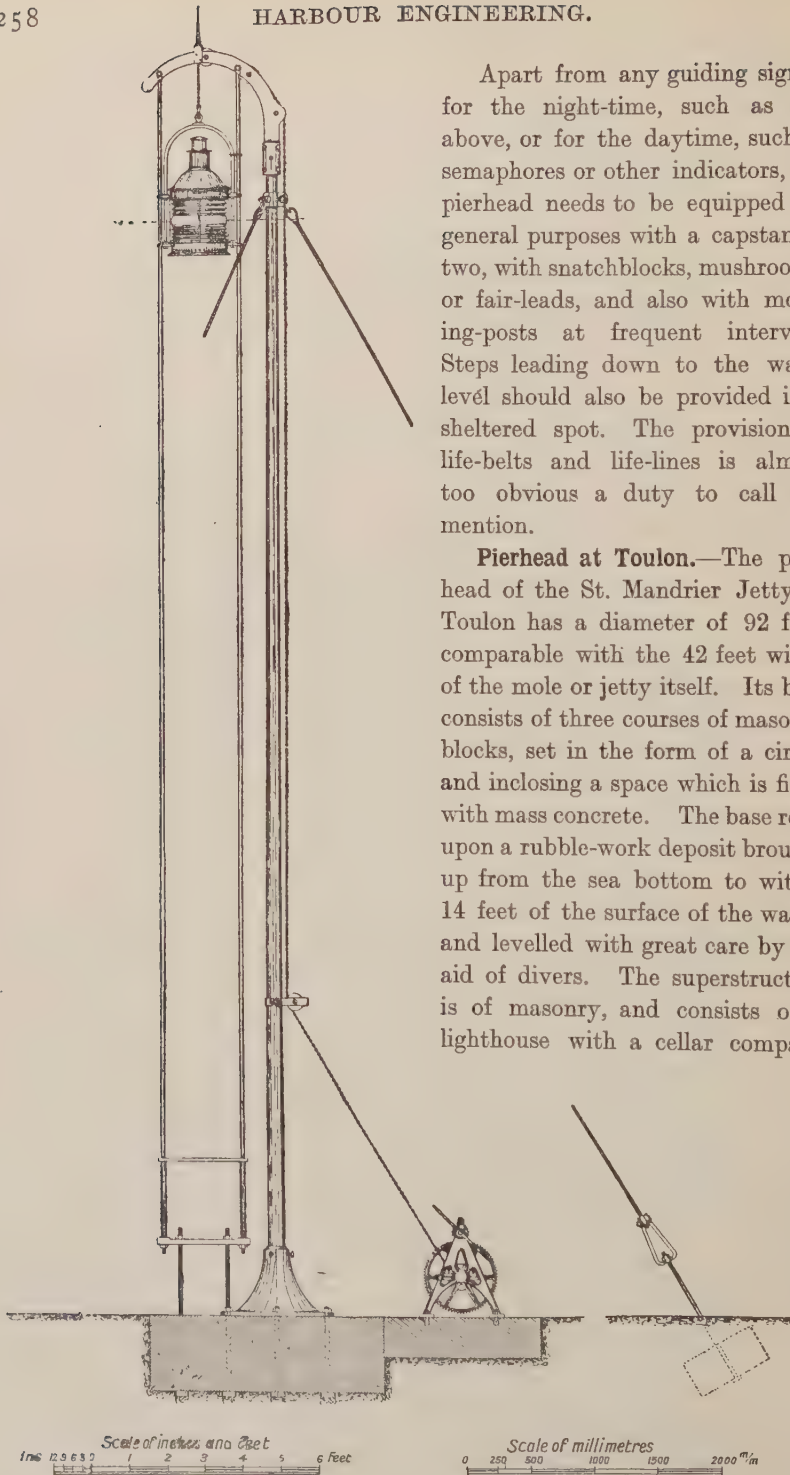 258
HARBOUR ENGINEERING.
Apart from any guiding sig
for the night-time, such as
above, or for the daytime, such
semaphores or other indicators,
pierhead needs to be equipped
general purposes with a capstan
two, with snatchblocks, mushroo
or fair-leads, and also with mo
ing-posts at frequent interv
Steps leading down to the wa
level should also be provided i
sheltered spot. The provision
life-belts and life-lines is alm
too obvious a duty to call
mention.
Pierhead at Toulon.—The p
head of the St. Mandrier Jetty
Toulon has a diameter of 92 f
comparable with the 42 feet wi
of the mole or jetty itself. Its b
consists of three courses of maso
blocks, set in the form of a cir
and inclosing a space which is fi
with mass concrete. The base re
upon a rubble-work deposit brou
up from the sea bottom to wit
14 feet of the surface of the wa
and levelled with great care by
aid of divers. The superstruct
is of masonry, and consists o
lighthouse with a cellar compa
Scale of inches and Feet
Ins 12 9 6 3 0 1 2 3 4 5 6 Feet
Scale of millimetres
0 250 500 1000 1500 2000 m/m